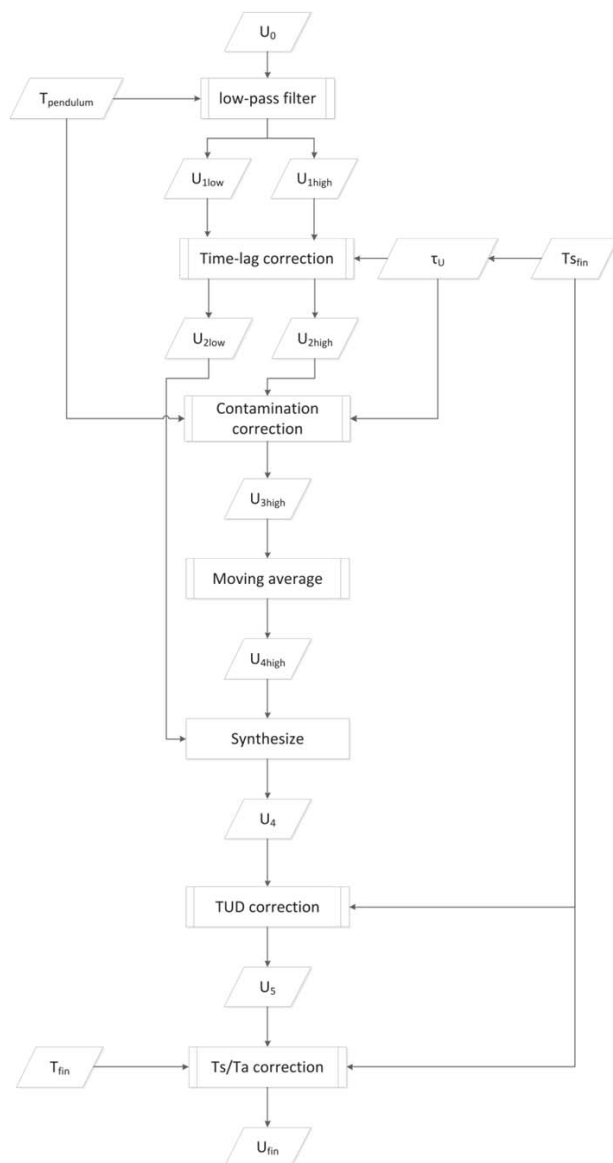 U0
Tpendulum
low-pass filter
U1low
U1high
Time-lag correction
τU
Tsfin
U2low
U2high
Contamination
correction
U3high
Moving average
U4high
Synthesize
U4
TUD correction
U5
Tfin
Ts/Ta correction
Ufin